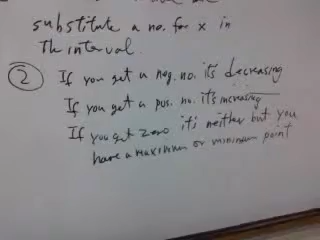 substitute a no. for x in
The interval.
② If you get a neg. no. it's decreasing
If you get a pos. no. it's increasing
If you get zero it's neither but you
have a maximum or minimum point